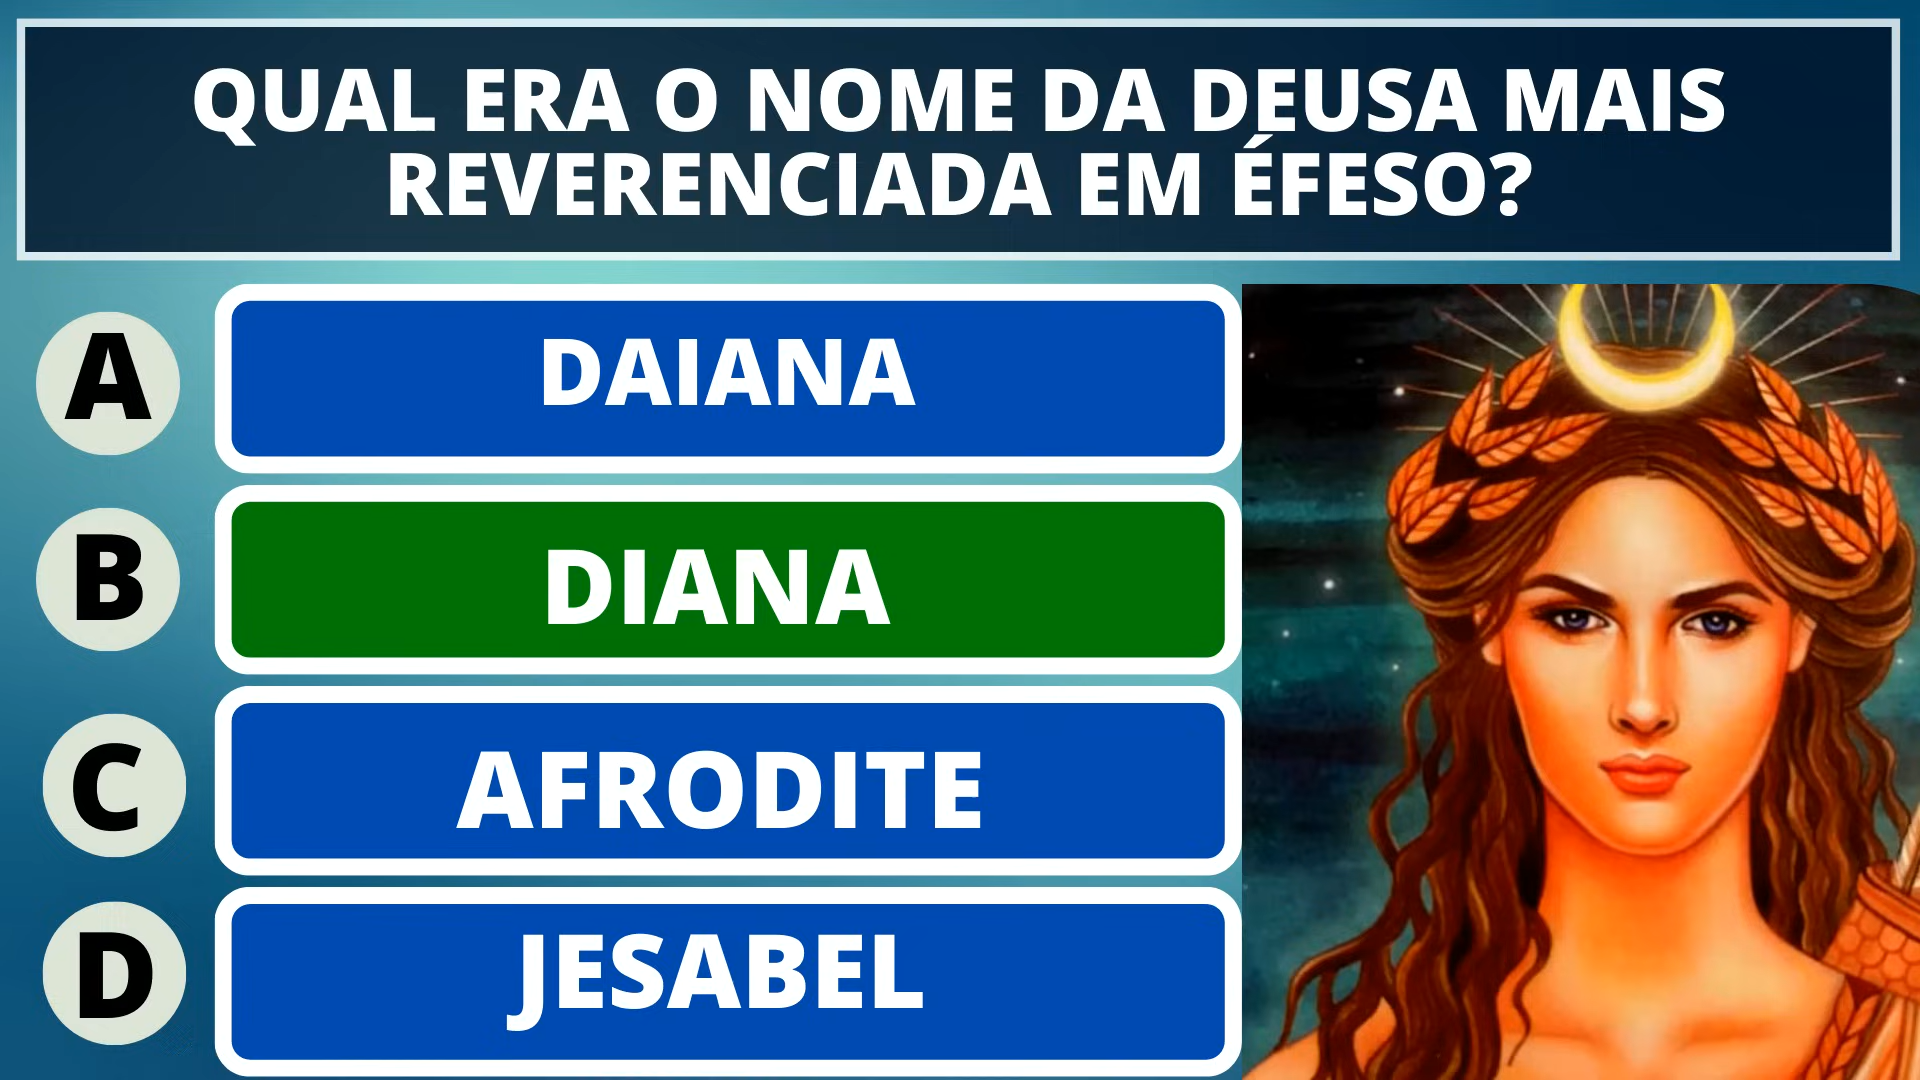 QUAL ERA O NOME DA DEUSA MAIS
REVERENCIADA EM ÉFESO?
A
DAIANA
B
DIANA
C
AFRODITE
D
JESABEL